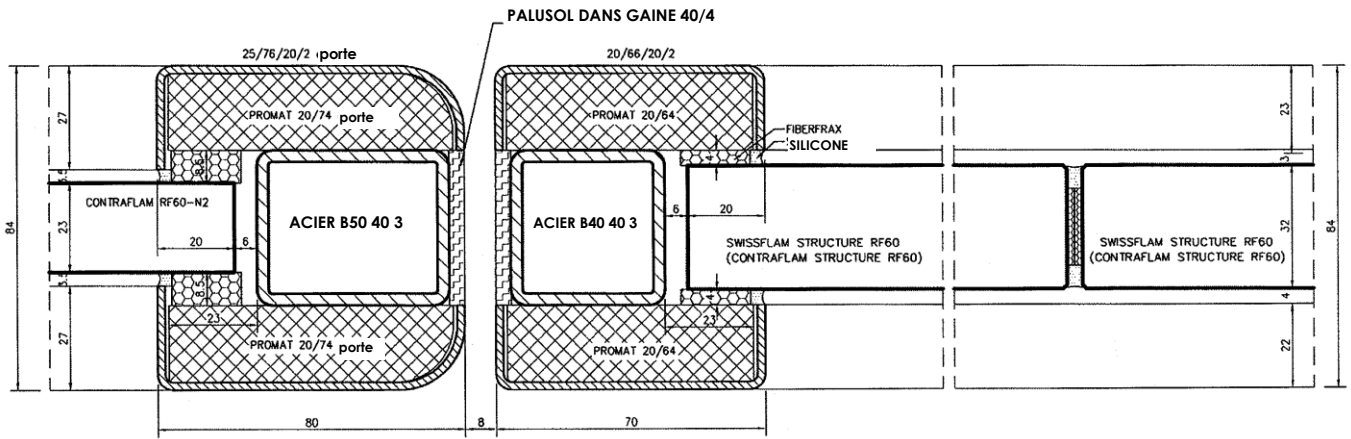 PALUSOL DANS GAINE 40/4
25/76/20/2 porte
20/66/20/2
27
PROMAT 20/74 porte
PROMAT 20/64
23
FIBERFRAX
SILICONE
8.5
4
3
3.5
CONTRAFLAM RF60-N2
84
23
20
6
ACIER B50 40 3
ACIER B40 40 3
6
20
SWISSFLAM STRUCTURE RF60
(CONTRAFLAM STRUCTURE RF60)
SWISSFLAM STRUCTURE RF60
(CONTRAFLAM STRUCTURE RF60)
32
84
3.5
8.5
4
4
23
23
27
PROMAT 20/74 porte
PROMAT 20/64
22
80
8
70